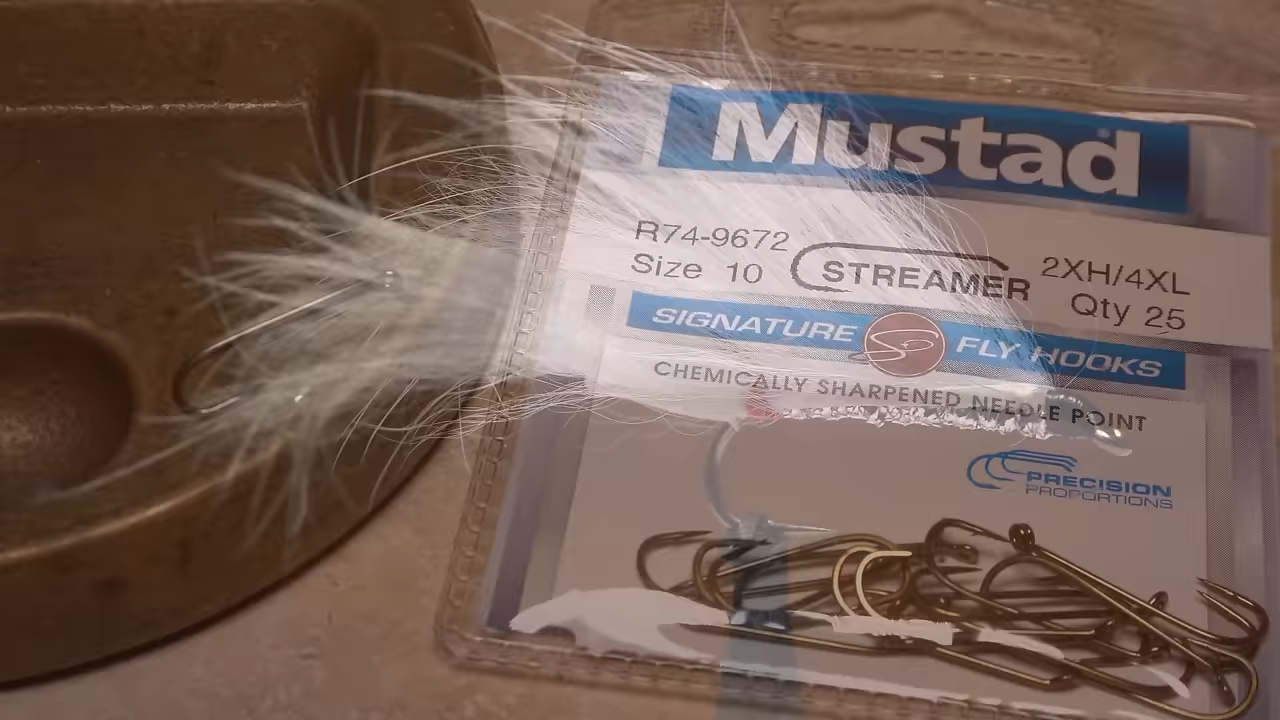 Mustad
R74-9672
Size 10
STREAMER
2XH/4XL
Qty 25
SIGNATURE FLY HOOKS
CHEMICALLY SHARPENED NEEDLE POINT
PRECISION
PROPORTIONS